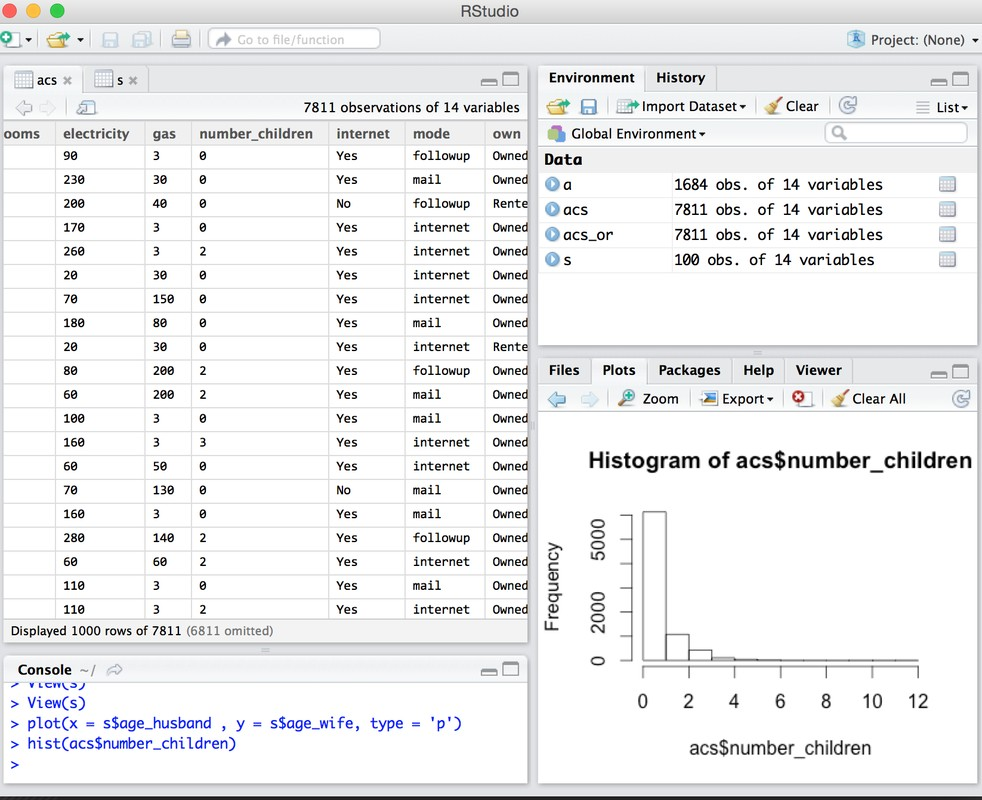 RStudio
Go to file/function
Project: (None)
acs
s
7811 observations of 14 variables
ooms electricity gas number_children internet mode own
90 3 0 Yes followup Owned
230 30 0 Yes mail Owned
200 40 0 No followup Rente
170 3 0 Yes internet Owned
260 3 2 Yes internet Owned
20 30 0 Yes internet Owned
70 150 0 Yes internet Owned
180 80 0 Yes mail Owned
20 30 0 Yes internet Rente
80 200 2 Yes followup Owned
60 200 2 Yes mail Owned
100 3 0 Yes mail Owned
160 3 3 Yes internet Owned
60 50 0 Yes internet Owned
70 130 0 No mail Owned
160 3 0 Yes mail Owned
280 140 2 Yes followup Owned
60 60 2 Yes internet Owned
110 3 0 Yes mail Owned
110 3 2 Yes internet Owned
Displayed 1000 rows of 7811 (6811 omitted)
Console ~/
> View(s)
> View(s)
> plot(x = s$age_husband , y = s$age_wife, type = 'p')
> hist(acs$number_children)
>
Environment History
Import Dataset Clear List
Global Environment
Data
a 1684 obs. of 14 variables
acs 7811 obs. of 14 variables
acs_or 7811 obs. of 14 variables
s 100 obs. of 14 variables
Files Plots Packages Help Viewer
Zoom Export Clear All
Histogram of acs$number_children
Frequency
5000
2000
0
0 2 4 6 8 10 12
acs$number_children